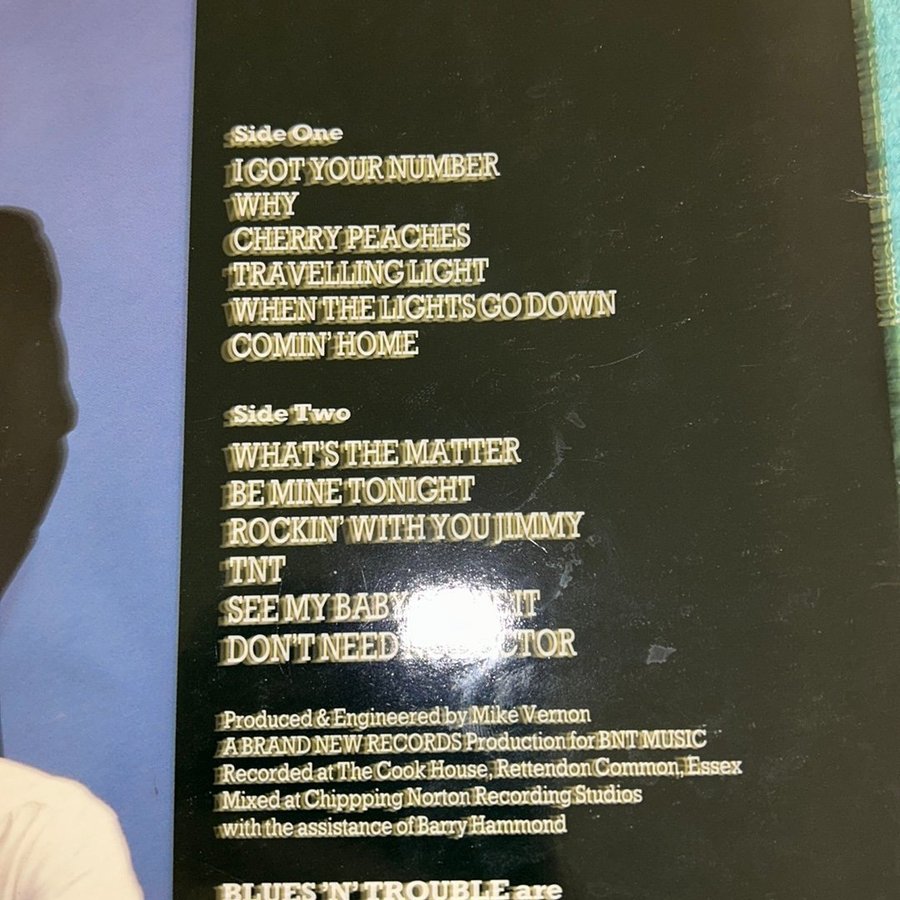 Side One
I GOT YOUR NUMBER
WHY
CHERRY PEACHES
TRAVELLING LIGHT
WHEN THE LIGHTS GO DOWN
COMIN' HOME
Side Two
WHAT'S THE MATTER
BE MINE TONIGHT
ROCKIN' WITH YOU JIMMY
TNT
SEE MY BABY IT
DON'T NEED
Produced & Engineered by Mike Vernon
A BRAND NEW RECORDS Production for BNT MUSIC
Recorded at The Cook House, Rettendon Common, Essex
Mixed at Chippping Norton Recording Studios
with the assistance of Barry Hammond
BLUES 'N' TROUBLE are